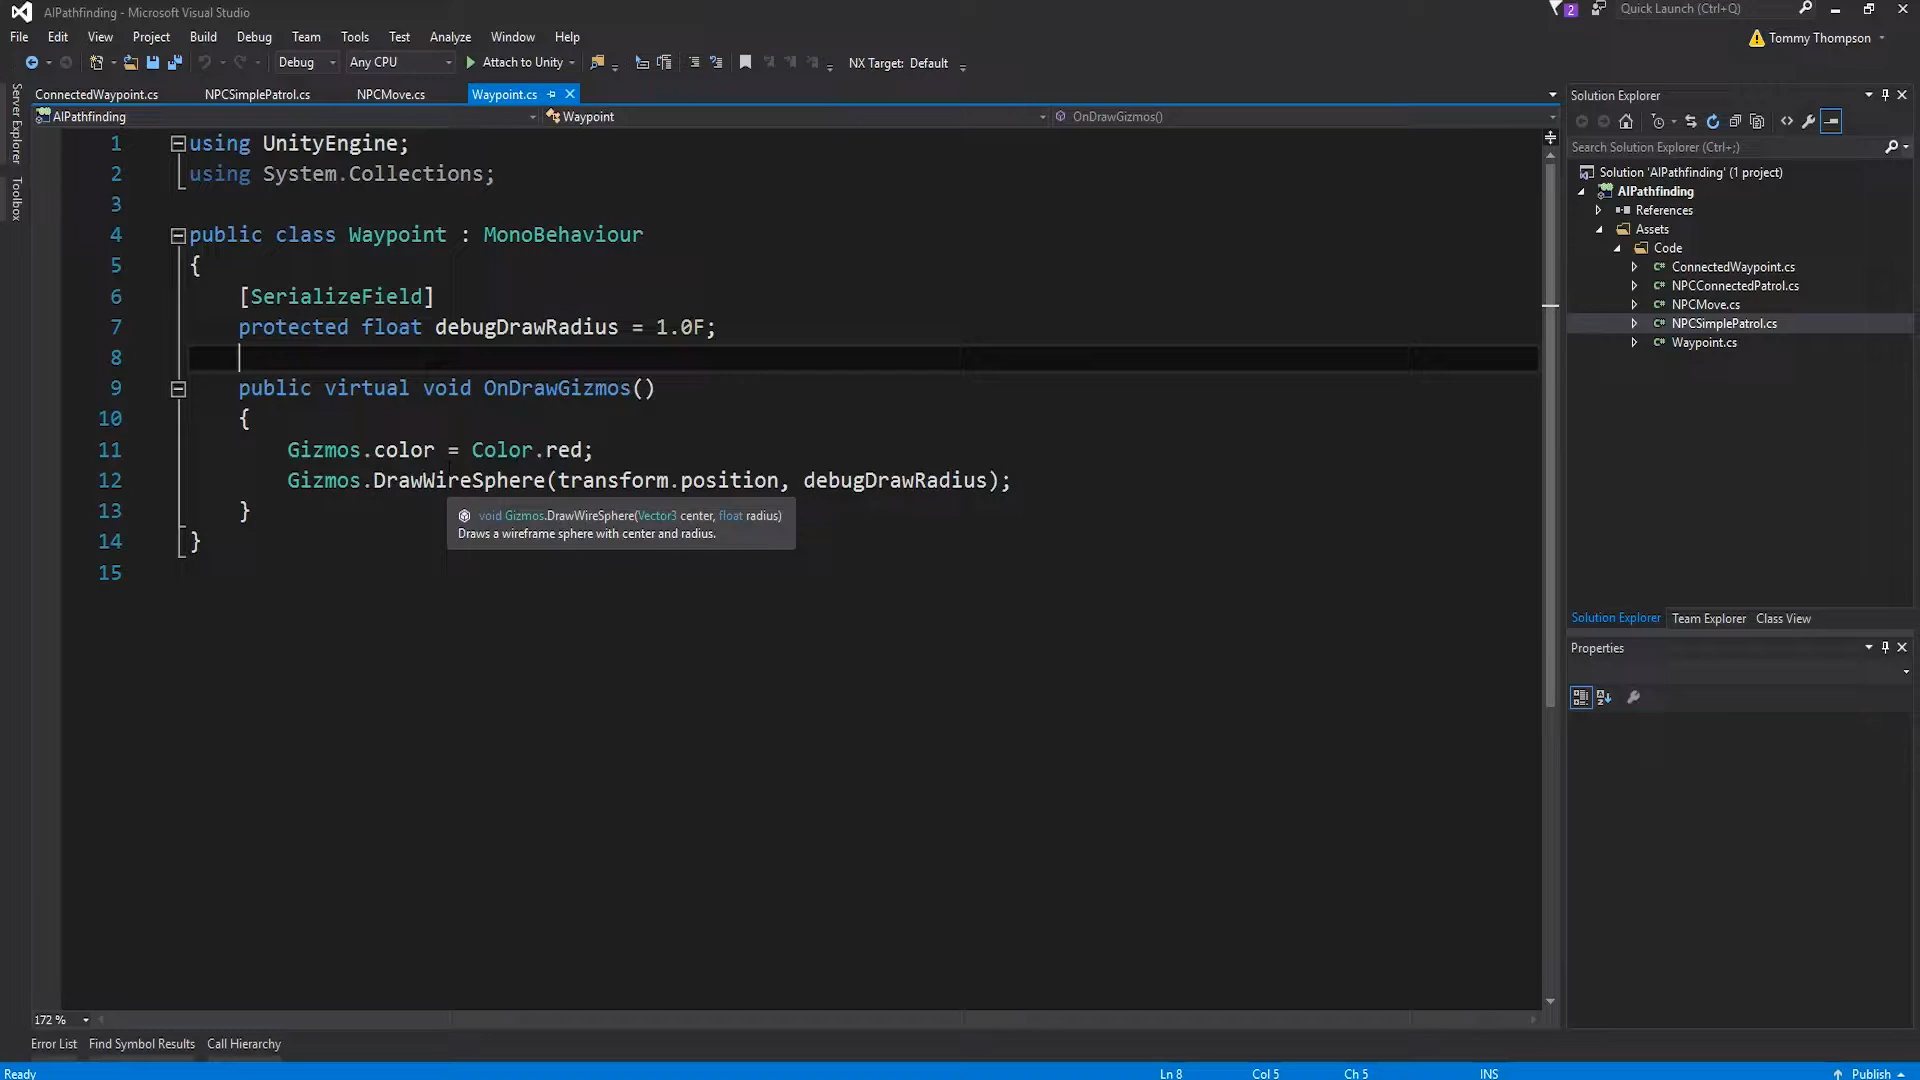 AIPathfinding - Microsoft Visual Studio
2
Quick Launch (Ctrl+Q)
File Edit View Project Build Debug Team Tools Test Analyze Window Help
Tommy Thompson
Debug Any CPU Attach to Unity NX Target: Default
Server Explorer
Toolbox
ConnectedWaypoint.cs NPCSimplePatrol.cs NPCMove.cs Waypoint.cs
AIPathfinding Waypoint OnDrawGizmos()
1 using UnityEngine;
2 using System.Collections;
3
4 public class Waypoint : MonoBehaviour
5 {
6 [SerializeField]
7 protected float debugDrawRadius = 1.0F;
8
9 public virtual void OnDrawGizmos()
10 {
11 Gizmos.color = Color.red;
12 Gizmos.DrawWireSphere(transform.position, debugDrawRadius);
13 }
void Gizmos.DrawWireSphere(Vector3 center, float radius)
Draws a wireframe sphere with center and radius.
14 }
15
172 %
Error List Find Symbol Results Call Hierarchy
Solution Explorer
Search Solution Explorer (Ctrl+;)
Solution 'AIPathfinding' (1 project)
AIPathfinding
References
Assets
Code
C# ConnectedWaypoint.cs
C# NPCConnectedPatrol.cs
C# NPCMove.cs
C# NPCSimplePatrol.cs
C# Waypoint.cs
Solution Explorer Team Explorer Class View
Properties
Ready Ln 8 Col 5 Ch 5 INS Publish